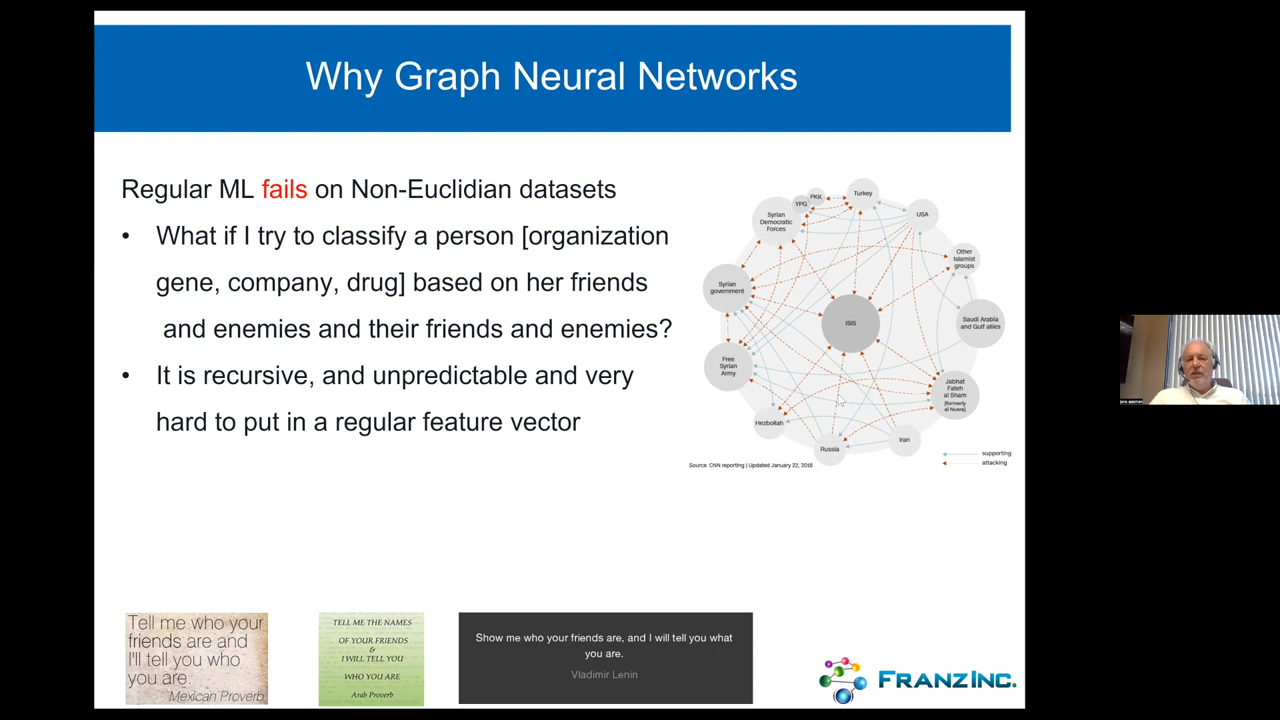 Why Graph Neural Networks
Regular ML fails on Non-Euclidian datasets
• What if I try to classify a person [organization
gene, company, drug] based on her friends
and enemies and their friends and enemies?
• It is recursive, and unpredictable and very
hard to put in a regular feature vector
PKK
YPG
Turkey
Syrian
Democratic
Forces
USA
Other
Islamist
groups
Syrian
government
ISIS
Saudi Arabia
and Gulf allies
Free
Syrian
Army
Jabhat
Fateh
al Sham
(formerly
al Nusra)
Hezbollah
Russia
Iran
supporting
attacking
Source: CNN reporting | Updated January 22, 2018
Tell me who your
friends are and
I'll tell you who
you are.
Mexican Proverb
TELL ME THE NAMES
OF YOUR FRIENDS
&
I WILL TELL YOU
WHO YOU ARE
Arab Proverb
Show me who your friends are, and I will tell you what
you are.
Vladimir Lenin
FRANZ INC.